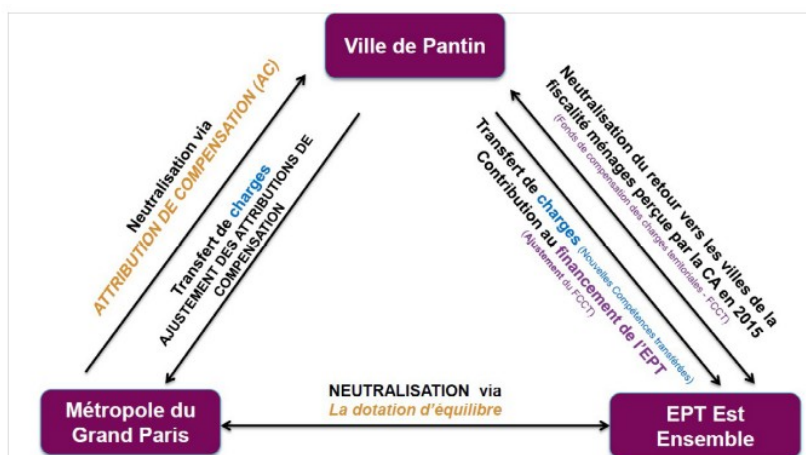 Ville de Pantin
Neutralisation via
ATTRIBUTION DE COMPENSATION (AC)
Transfert de charges
AJUSTEMENT DES ATTRIBUTIONS DE
COMPENSATION
Transfert de charges (Nouvelles Compétences transférées)
Contribution au financement de l'EPT
(Ajustement du FCCT)
Neutralisation du retour vers les villes de la
fiscalité ménages perçue par la CA en 2015
(Fonds de compensation des charges territoriales - FCCT)
Métropole du
Grand Paris
NEUTRALISATION via
La dotation d'équilibre
EPT Est
Ensemble